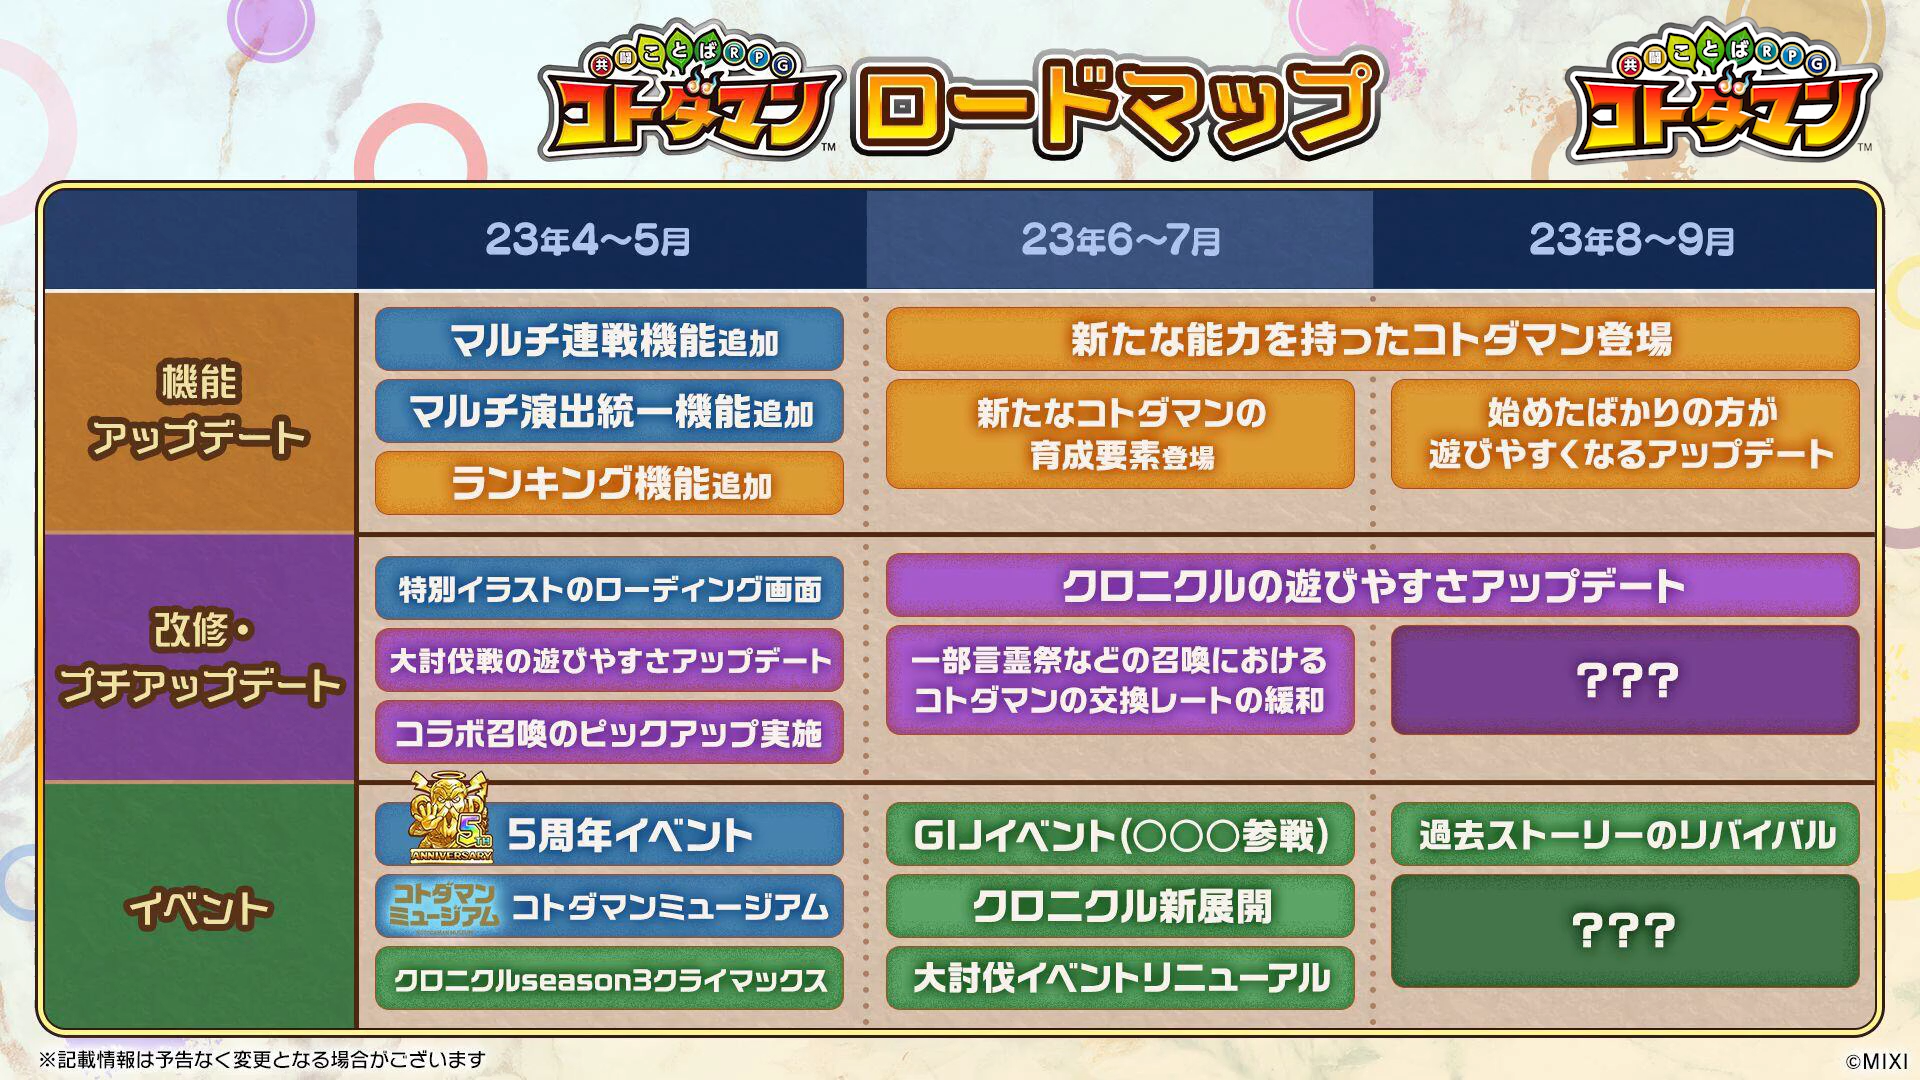 共闘ことばRPG
コトダマン™
ロードマップ
共闘ことばRPG
コトダマン™
23年4～5月
23年6～7月
23年8～9月
機能
アップデート
マルチ連戦機能追加
マルチ演出統一機能追加
ランキング機能追加
新たな能力を持ったコトダマン登場
新たなコトダマンの
育成要素登場
始めたばかりの方が
遊びやすくなるアップデート
改修・
プチアップデート
特別イラストのローディング画面
大討伐戦の遊びやすさアップデート
コラボ召喚のピックアップ実施
クロニクルの遊びやすさアップデート
一部言霊祭などの召喚における
コトダマンの交換レートの緩和
???
イベント
5TH
ANNIVERSARY
5周年イベント
コトダマン
ミュージアム
KOTODAMAN MUSEUM
コトダマンミュージアム
クロニクルseason3クライマックス
GIJイベント(〇〇〇参戦)
クロニクル新展開
大討伐イベントリニューアル
過去ストーリーのリバイバル
???
※記載情報は予告なく変更となる場合がございます
©MIXI